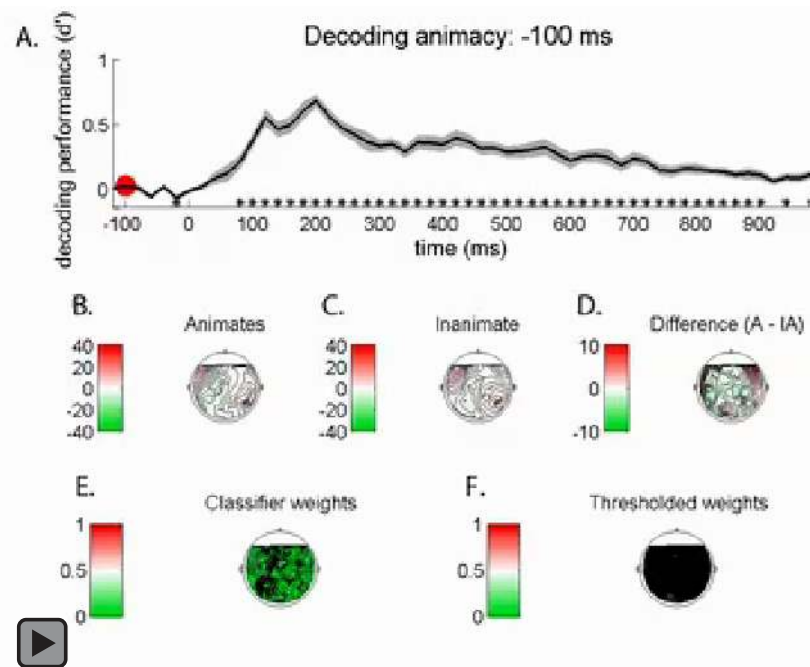 A.
Decoding animacy: -100 ms
decoding performance (d')
1
0.5
0
-100 0 100 200 300 400 500 600 700 800 900
time (ms)
B.
Animates
40
20
0
-20
-40
C.
Inanimate
40
20
0
-20
-40
D.
Difference (A - IA)
10
0
-10
E.
Classifier weights
1
0.5
0
F.
Thresholded weights
1
0.5
0